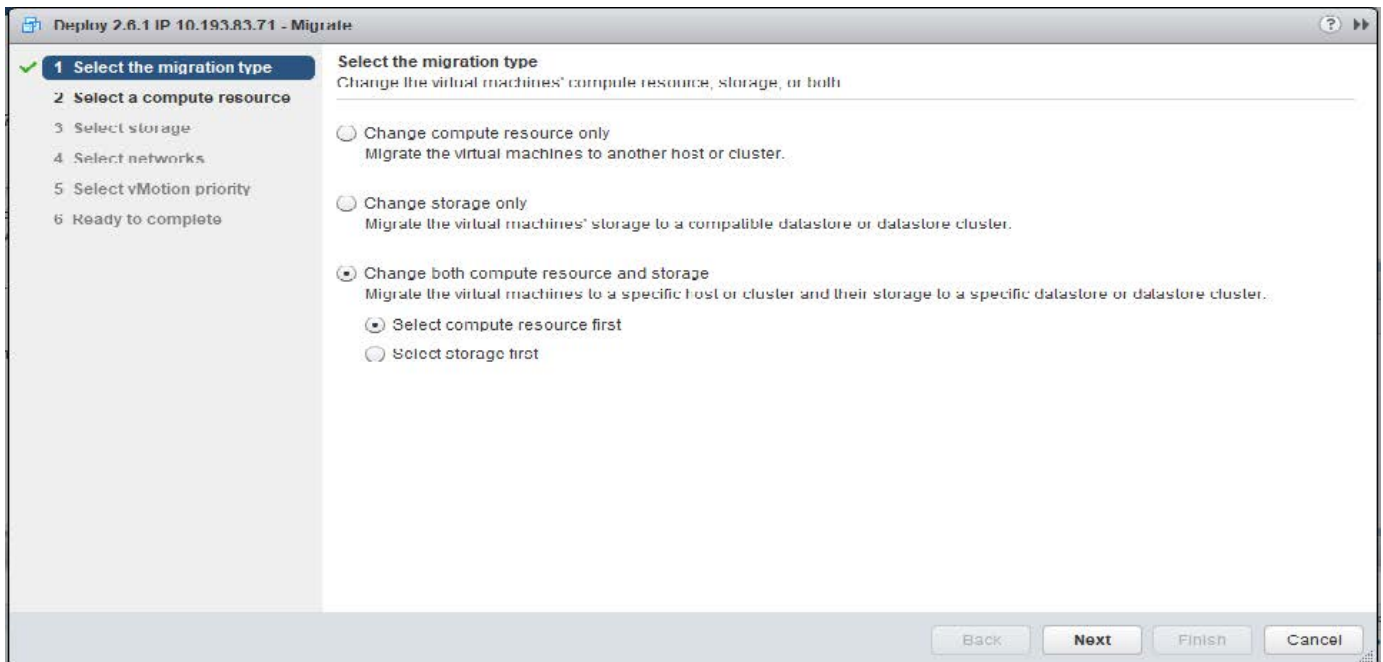 Deploy 2.6.1 IP 10.193.83.71 - Migrate
1 Select the migration type
2 Select a compute resource
3 Select storage
4 Select networks
5 Select vMotion priority
6 Ready to complete
Select the migration type
Change the virtual machines' compute resource, storage, or both
Change compute resource only
Migrate the virtual machines to another host or cluster.
Change storage only
Migrate the virtual machines' storage to a compatible datastore or datastore cluster.
Change both compute resource and storage
Migrate the virtual machines to a specific host or cluster and their storage to a specific datastore or datastore cluster.
Select compute resource first
Select storage first
Back
Next
Finish
Cancel